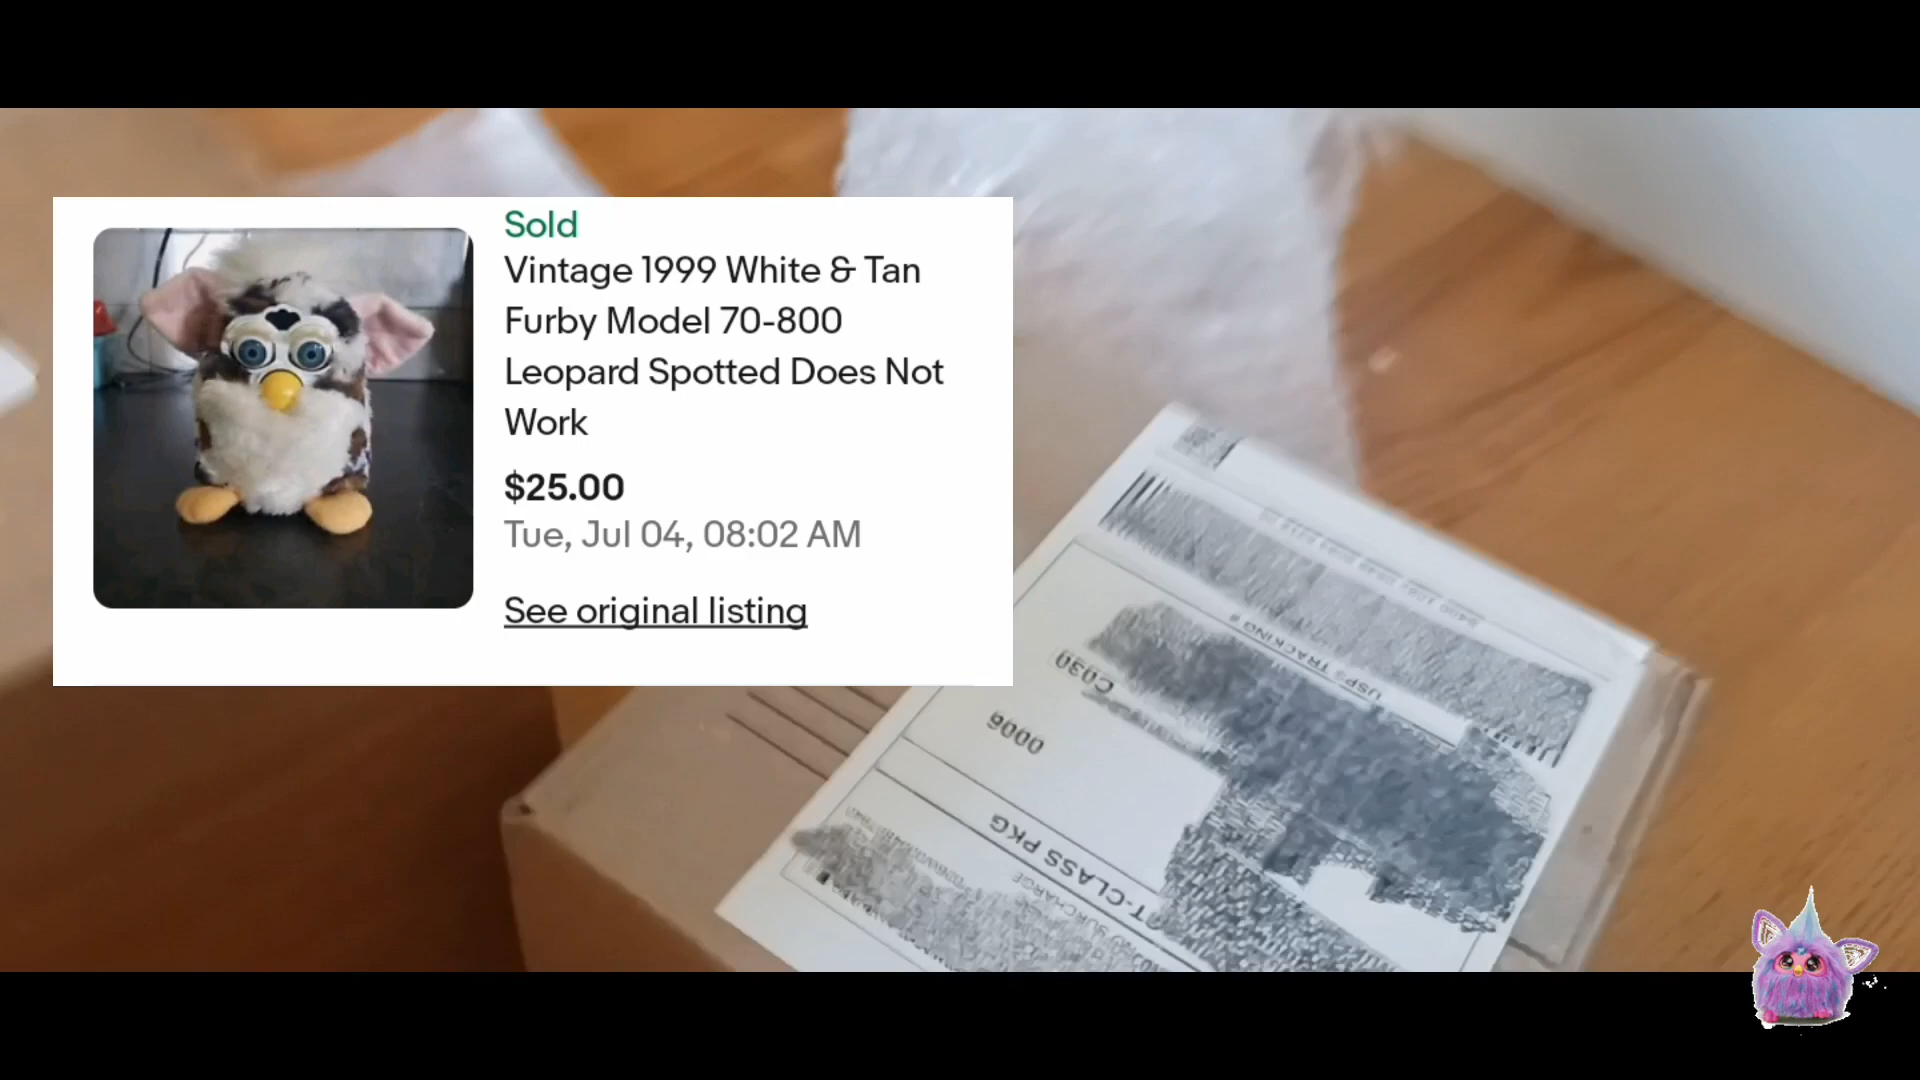 Sold
Vintage 1999 White & Tan
Furby Model 70-800
Leopard Spotted Does Not
Work
$25.00
Tue, Jul 04, 08:02 AM
See original listing
USPS TRACKING #
C030
0006
T-CLASS PKG
SURCHARGE